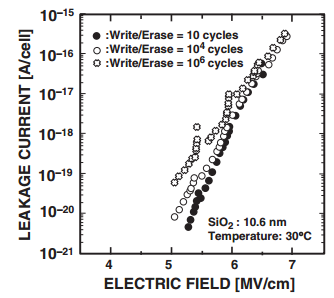 10⁻¹⁵
10⁻¹⁶
10⁻¹⁷
10⁻¹⁸
10⁻¹⁹
10⁻²⁰
10⁻²¹
LEAKAGE CURRENT [A/cell]
:Write/Erase = 10 cycles
:Write/Erase = 10⁴ cycles
:Write/Erase = 10⁶ cycles
SiO₂ : 10.6 nm
Temperature: 30°C
4 5 6 7
ELECTRIC FIELD [MV/cm]